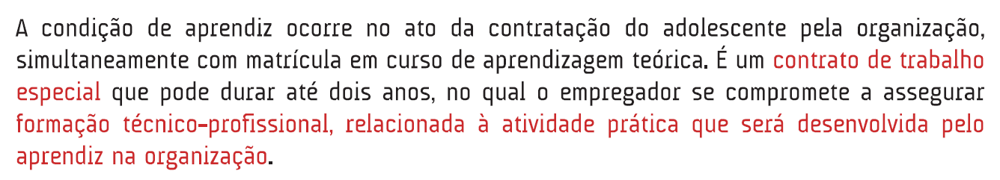 A condição de aprendiz ocorre no ato da contratação do adolescente pela organização,
simultaneamente com matrícula em curso de aprendizagem teórica. É um contrato de trabalho
especial que pode durar até dois anos, no qual o empregador se compromete a assegurar
formação técnico-profissional, relacionada à atividade prática que será desenvolvida pelo
aprendiz na organização.